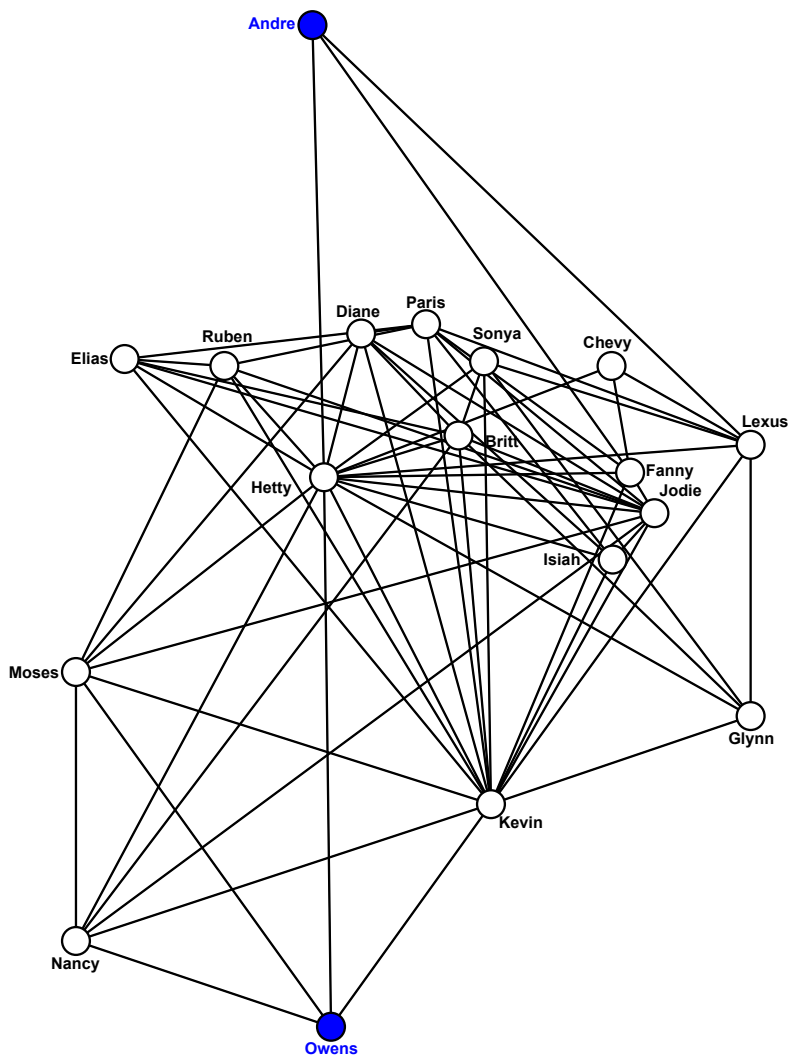 Andre
Paris
Diane
Sonya
Ruben
Chevy
Elias
Lexus
Britt
Fanny
Hetty
Jodie
Isiah
Moses
Glynn
Kevin
Nancy
Owens